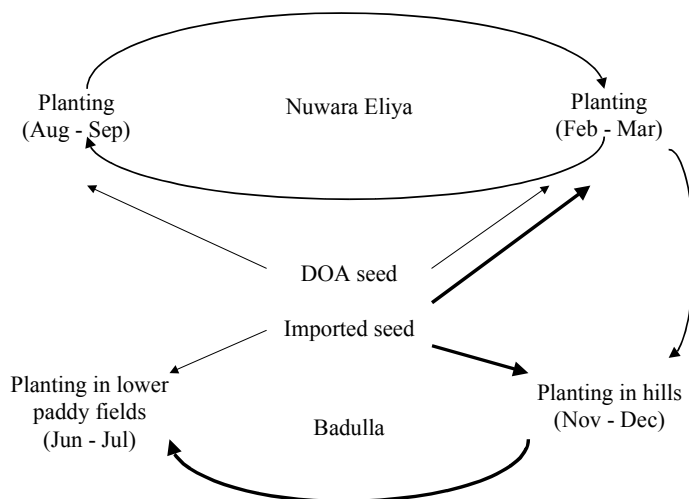 Planting
(Aug - Sep)
Nuwara Eliya
Planting
(Feb - Mar)
DOA seed
Imported seed
Planting in lower
paddy fields
(Jun - Jul)
Badulla
Planting in hills
(Nov - Dec)